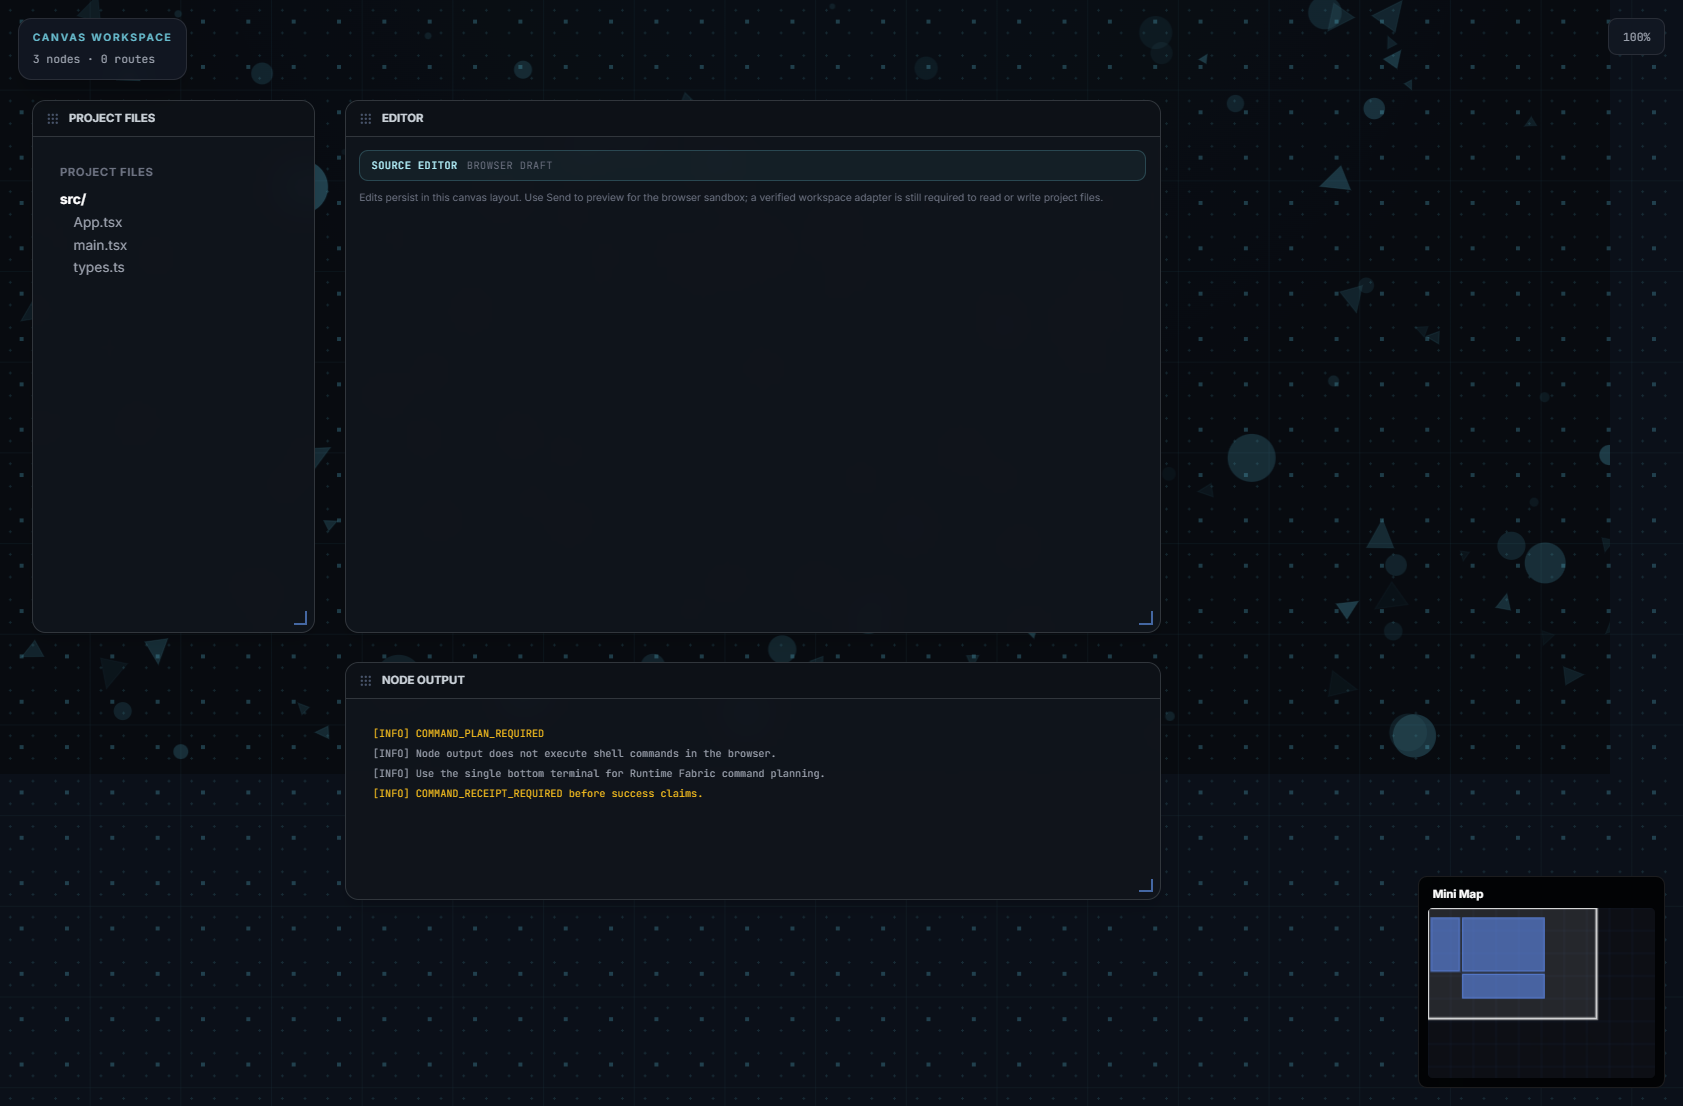 CANVAS WORKSPACE
3 nodes · 0 routes
100%
PROJECT FILES
PROJECT FILES
src/
App.tsx
main.tsx
types.ts
EDITOR
SOURCE EDITOR BROWSER DRAFT
Edits persist in this canvas layout. Use Send to preview for the browser sandbox; a verified workspace adapter is still required to read or write project files.
NODE OUTPUT
[INFO] COMMAND_PLAN_REQUIRED
[INFO] Node output does not execute shell commands in the browser.
[INFO] Use the single bottom terminal for Runtime Fabric command planning.
[INFO] COMMAND_RECEIPT_REQUIRED before success claims.
Mini Map